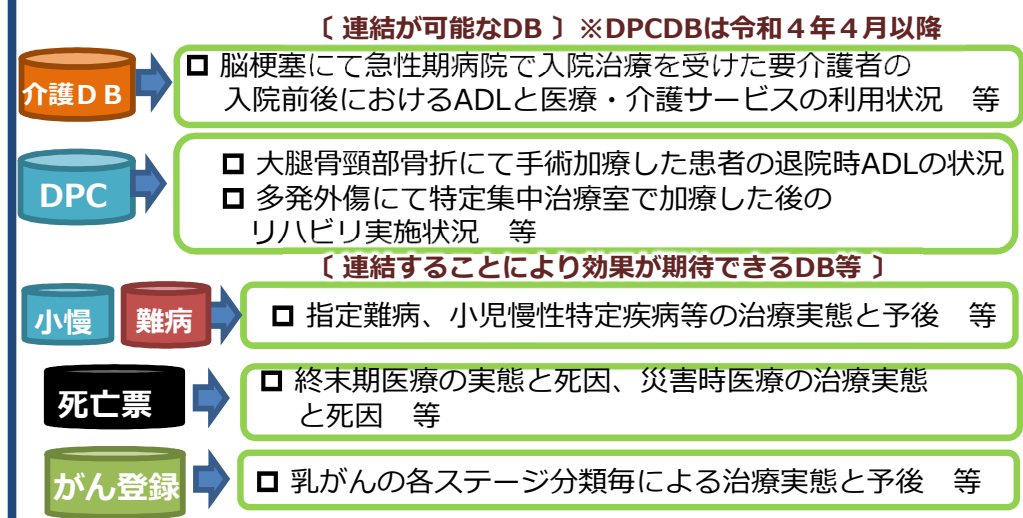 〔 連結が可能なDB 〕※DPCDBは令和４年４月以降
介護ＤＢ
□ 脳梗塞にて急性期病院で入院治療を受けた要介護者の
入院前後におけるADLと医療・介護サービスの利用状況　等
DPC
□ 大腿骨頸部骨折にて手術加療した患者の退院時ADLの状況
□ 多発外傷にて特定集中治療室で加療した後の
リハビリ実施状況　等
〔 連結することにより効果が期待できるDB等 〕
小慢
難病
□ 指定難病、小児慢性特定疾病等の治療実態と予後　等
死亡票
□ 終末期医療の実態と死因、災害時医療の治療実態
と死因　等
がん登録
□ 乳がんの各ステージ分類毎による治療実態と予後　等